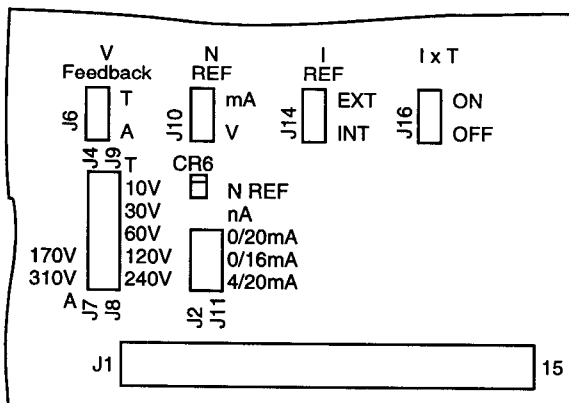 V
Feedback
J6
T
A
N
REF
J10
mA
V
I
REF
J14
EXT
INT
I x T
J16
ON
OFF
J4
J9
T
10V
30V
60V
170V
120V
310V
240V
A
J7
J8
CR6
N REF
nA
0/20mA
0/16mA
4/20mA
J2
J11
J1
15